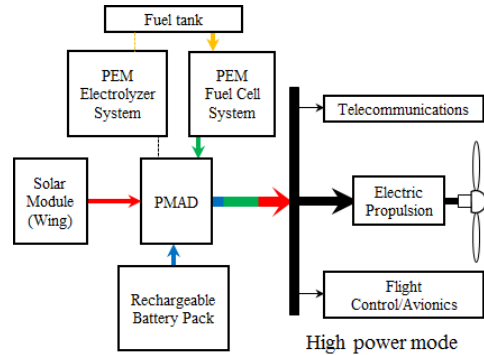 Fuel tank
PEM
Electrolyzer
System
PEM
Fuel Cell
System
Telecommunications
Solar
Module
(Wing)
PMAD
Electric
Propulsion
Rechargeable
Battery Pack
Flight
Control/Avionics
High power mode